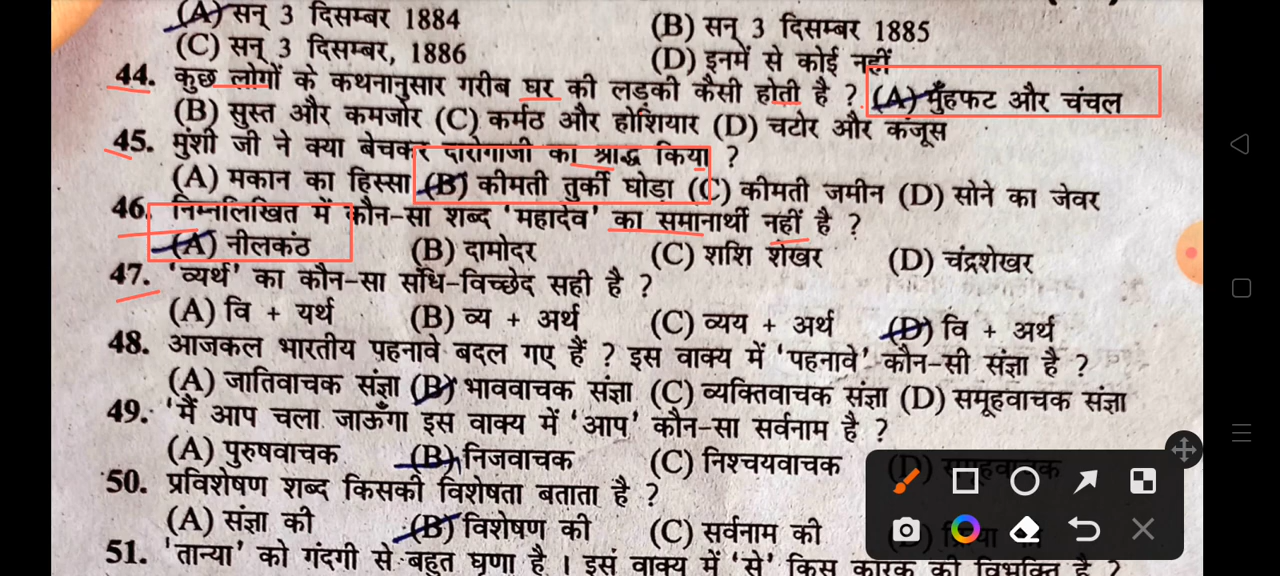 (A) सन् 3 दिसम्बर 1884 (B) सन् 3 दिसम्बर 1885
(C) सन् 3 दिसम्बर, 1886 (D) इनमें से कोई नहीं
44. कुछ लोगों के कथनानुसार गरीब घर की लड़की कैसी होती है ? (A) मुँहफट और चंचल
(B) सुस्त और कमजोर (C) कर्मठ और होशियार (D) चटोर और कंजूस
45. मुंशी जी ने क्या बेचकर दारोगाजी का श्राद्ध किया ?
(A) मकान का हिस्सा (B) कीमती तुर्की घोड़ा (C) कीमती जमीन (D) सोने का जेवर
46. निम्नलिखित में कौन-सा शब्द 'महादेव' का समानार्थी नहीं है ?
(A) नीलकंठ (B) दामोदर (C) शशि शेखर (D) चंद्रशेखर
47. 'व्यर्थ' का कौन-सा संधि-विच्छेद सही है ?
(A) वि + यर्थ (B) व्य + अर्थ (C) व्यय + अर्थ (D) वि + अर्थ
48. आजकल भारतीय पहनावे बदल गए हैं ? इस वाक्य में 'पहनावे' कौन-सी संज्ञा है ?
(A) जातिवाचक संज्ञा (B) भाववाचक संज्ञा (C) व्यक्तिवाचक संज्ञा (D) समूहवाचक संज्ञा
49. 'मैं आप चला जाऊँगा इस वाक्य में 'आप' कौन-सा सर्वनाम है ?
(A) पुरुषवाचक (B) निजवाचक (C) निश्चयवाचक (D) समूहवाचक
50. प्रविशेषण शब्द किसकी विशेषता बताता है ?
(A) संज्ञा की (B) विशेषण की (C) सर्वनाम की (D)
51. 'तान्या' को गंदगी से बहुत घृणा है । इस वाक्य में 'से' किस कारक की विभक्ति है ?